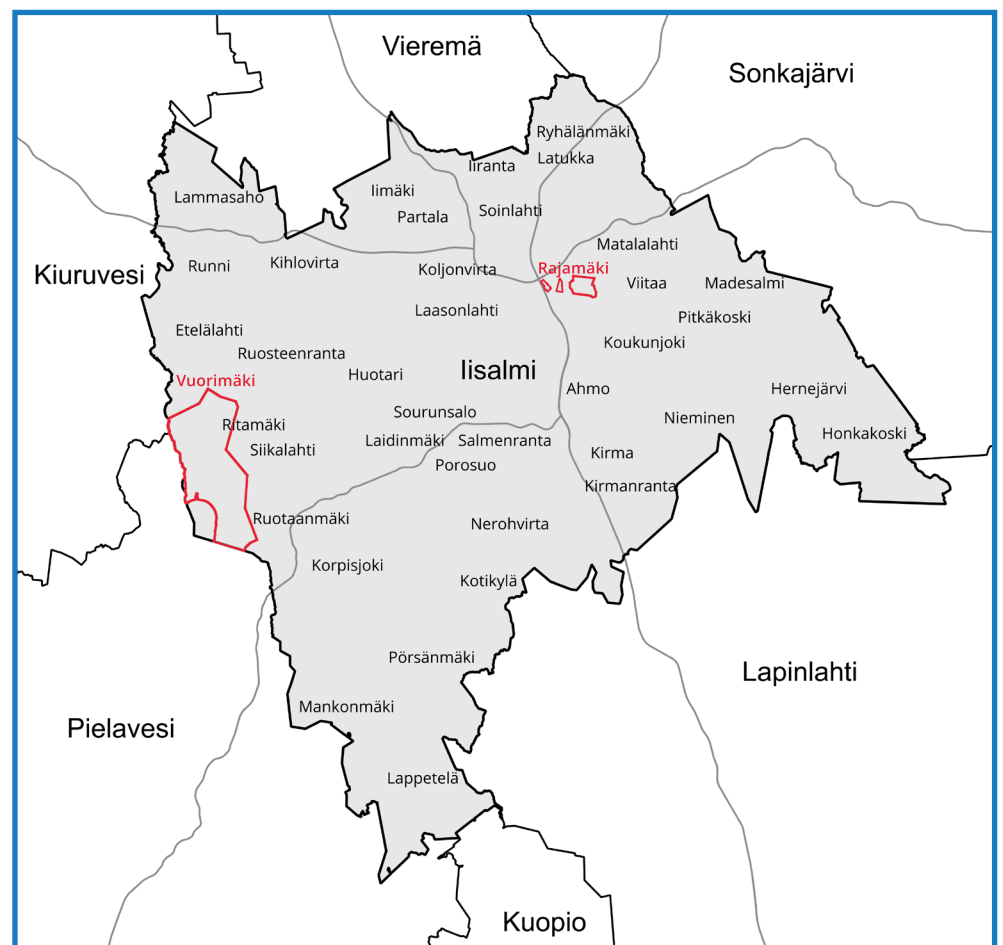 Vieremä
Sonkajärvi
Ryhälänmäki
Latukka
Iiranta
Iimäki
Lammasaho
Soinlahti
Partala
Matalalahti
Kihlovirta
Runni
Koljonvirta
Rajamäki
Kiuruvesi
Viitaa
Madesalmi
Laasonlahti
Pitkäkoski
Etelälahti
Koukunjoki
Ruosteenranta
Iisalmi
Huotari
Vuorimäki
Ahmo
Hernejärvi
Sourunsalo
Nieminen
Ritamäki
Honkakoski
Laidinmäki
Salmenranta
Siikalahti
Kirma
Porosuo
Kirmanranta
Ruotaanmäki
Nerohvirta
Korpisjoki
Kotikylä
Pörsänmäki
Lapinlahti
Mankonmäki
Pielavesi
Lappetelä
Kuopio